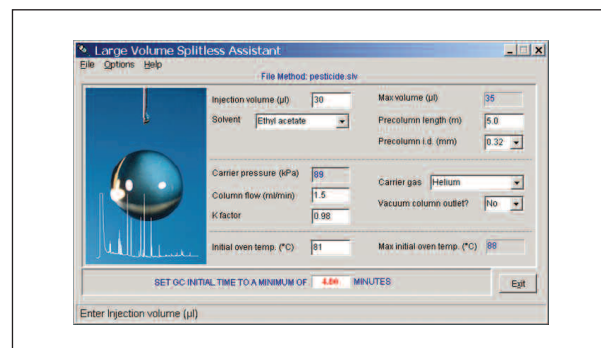 Large Volume Splitless Assistant
File Options Help
File Method: pesticide.slv
Injection volume (µl) 30 Max volume (µl) 35
Solvent Ethyl acetate Precolumn length (m) 5.0
Precolumn i.d. (mm) 0.32
Carrier pressure (kPa) 89 Carrier gas Helium
Column flow (ml/min) 1.5 Vacuum column outlet? No
K factor 0.98
Initial oven temp. (°C) 81 Max initial oven temp. (°C) 88
SET GC INITIAL TIME TO A MINIMUM OF MINUTES Exit
Enter Injection volume (µl)